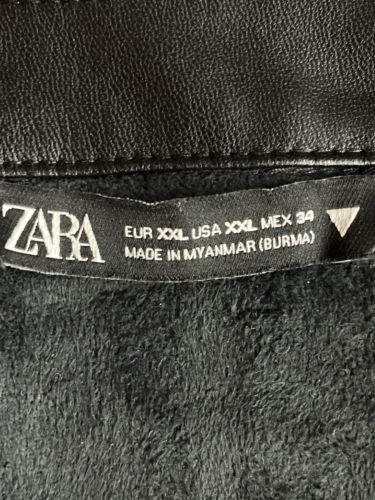 ZARA
EUR XXL USA XXL MEX 34
MADE IN MYANMAR (BURMA)